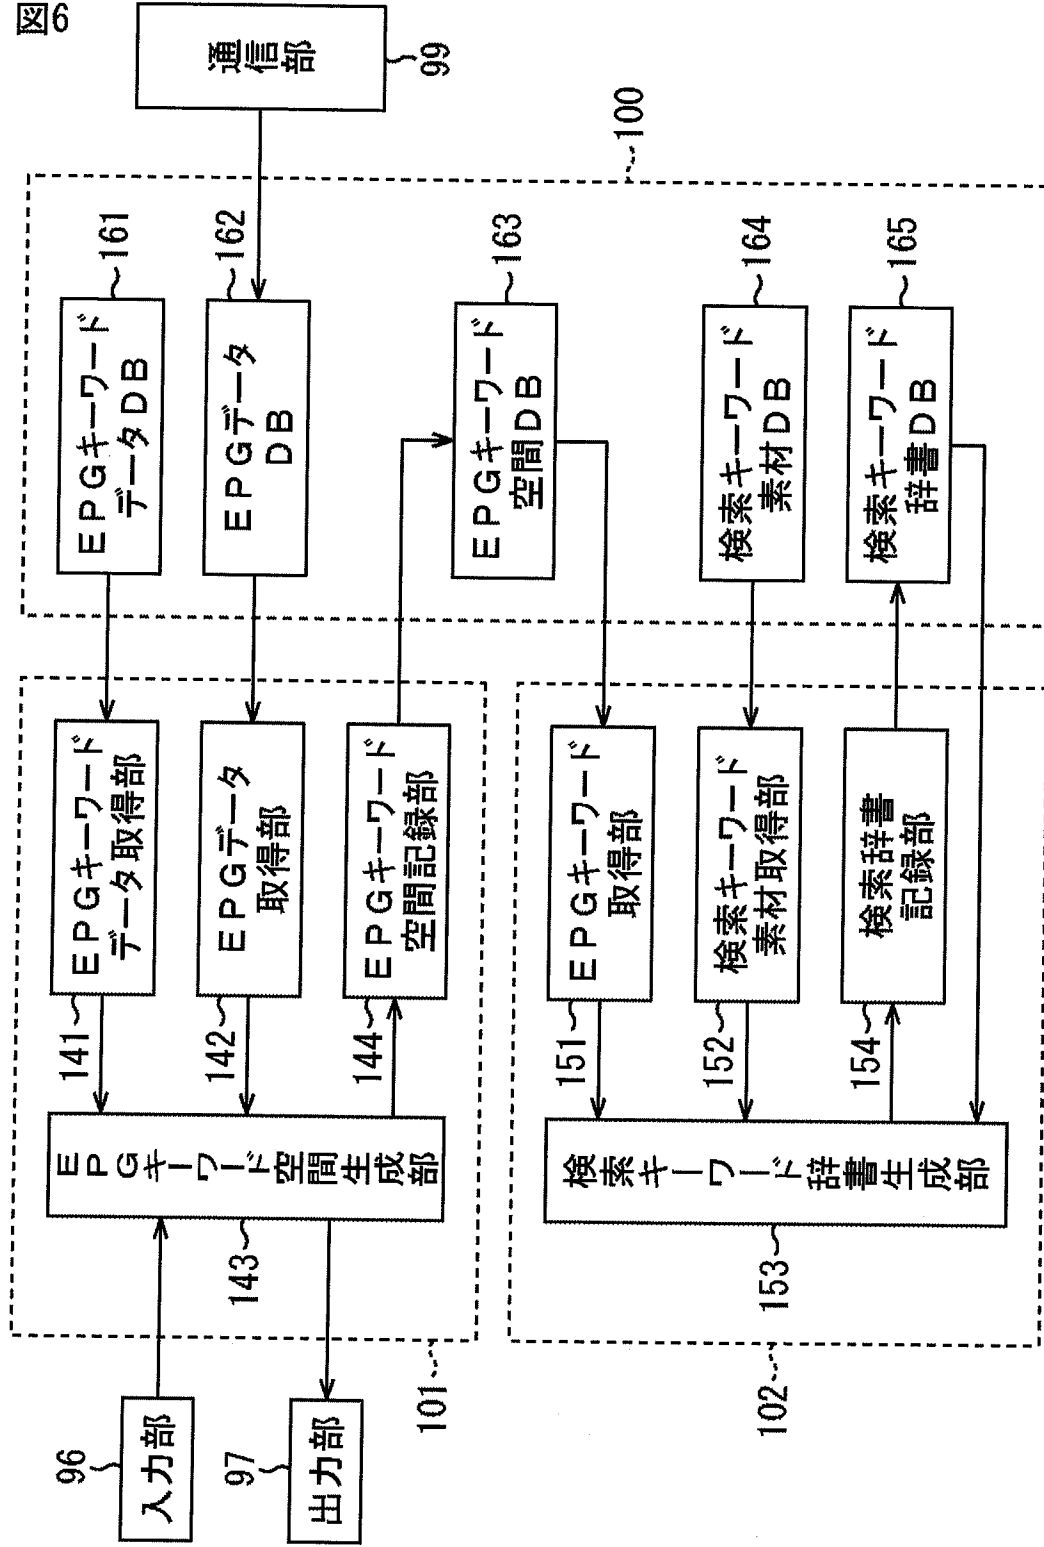 図6
96
入力部
97
出力部
101
143
EPGキーワード空間生成部
141
EPGキーワード
データ取得部
142
EPGデータ
取得部
144
EPGキーワード
空間記録部
102
153
検索キーワード辞書生成部
151
EPGキーワード
取得部
152
検索キーワード
素材取得部
154
検索辞書
記録部
100
161
EPGキーワード
データDB
162
EPGデータ
DB
163
EPGキーワード
空間DB
164
検索キーワード
素材DB
165
検索キーワード
辞書DB
通信部
99